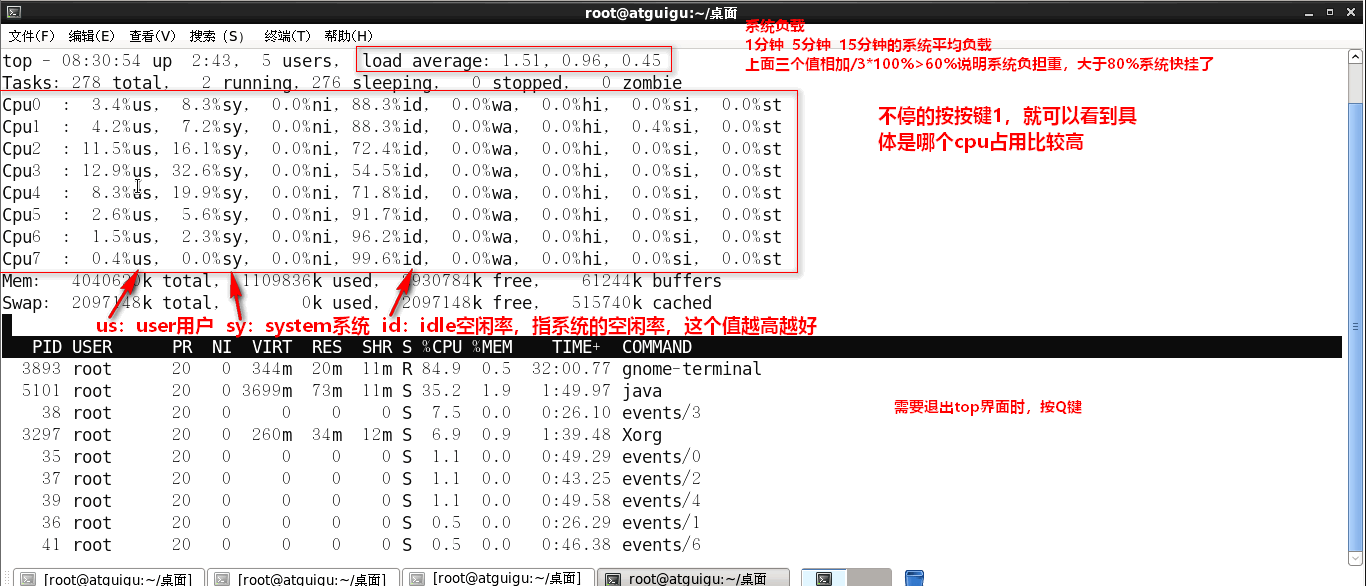 root@atguigu:~/桌面
文件(F) 编辑(E) 查看(V) 搜索 (S) 终端(T) 帮助(H)
系统负载
1分钟 5分钟 15分钟的系统平均负载
上面三个值相加/3*100%>60%说明系统负担重，大于80%系统快挂了
top - 08:30:54 up 2:43, 5 users, load average: 1.51, 0.96, 0.45
Tasks: 278 total, 2 running, 276 sleeping, 0 stopped, 0 zombie
Cpu0 : 3.4%us, 8.3%sy, 0.0%ni, 88.3%id, 0.0%wa, 0.0%hi, 0.0%si, 0.0%st
Cpu1 : 4.2%us, 7.2%sy, 0.0%ni, 88.3%id, 0.0%wa, 0.0%hi, 0.4%si, 0.0%st
Cpu2 : 11.5%us, 16.1%sy, 0.0%ni, 72.4%id, 0.0%wa, 0.0%hi, 0.0%si, 0.0%st
Cpu3 : 12.9%us, 32.6%sy, 0.0%ni, 54.5%id, 0.0%wa, 0.0%hi, 0.0%si, 0.0%st
Cpu4 : 8.3%us, 19.9%sy, 0.0%ni, 71.8%id, 0.0%wa, 0.0%hi, 0.0%si, 0.0%st
Cpu5 : 2.6%us, 5.6%sy, 0.0%ni, 91.7%id, 0.0%wa, 0.0%hi, 0.0%si, 0.0%st
Cpu6 : 1.5%us, 2.3%sy, 0.0%ni, 96.2%id, 0.0%wa, 0.0%hi, 0.0%si, 0.0%st
Cpu7 : 0.4%us, 0.0%sy, 0.0%ni, 99.6%id, 0.0%wa, 0.0%hi, 0.0%si, 0.0%st
不停的按按键1，就可以看到具
体是哪个cpu占用比较高
Mem: total, 1109836k used, free, 61244k buffers
Swap: 2097148k total, 0k used, 2097148k free, 515740k cached
us：user用户 sy：system系统 id：idle空闲率，指系统的空闲率，这个值越高越好
PID USER PR NI VIRT RES SHR S %CPU %MEM TIME+ COMMAND
3893 root 20 0 344m 20m 11m R 84.9 0.5 32:00.77 gnome-terminal
5101 root 20 0 3699m 73m 11m S 35.2 1.9 1:49.97 java
38 root 20 0 0 0 0 S 7.5 0.0 0:26.10 events/3
3297 root 20 0 260m 34m 12m S 6.9 0.9 1:39.48 Xorg
35 root 20 0 0 0 0 S 1.1 0.0 0:49.29 events/0
37 root 20 0 0 0 0 S 1.1 0.0 0:43.25 events/2
39 root 20 0 0 0 0 S 1.1 0.0 0:49.58 events/4
36 root 20 0 0 0 0 S 0.5 0.0 0:26.29 events/1
41 root 20 0 0 0 0 S 0.5 0.0 0:46.38 events/6
需要退出top界面时，按Q键
[root@atguigu:~/桌面] [root@atguigu:~/桌面] [root@atguigu:~/桌面] root@atguigu:~/桌面